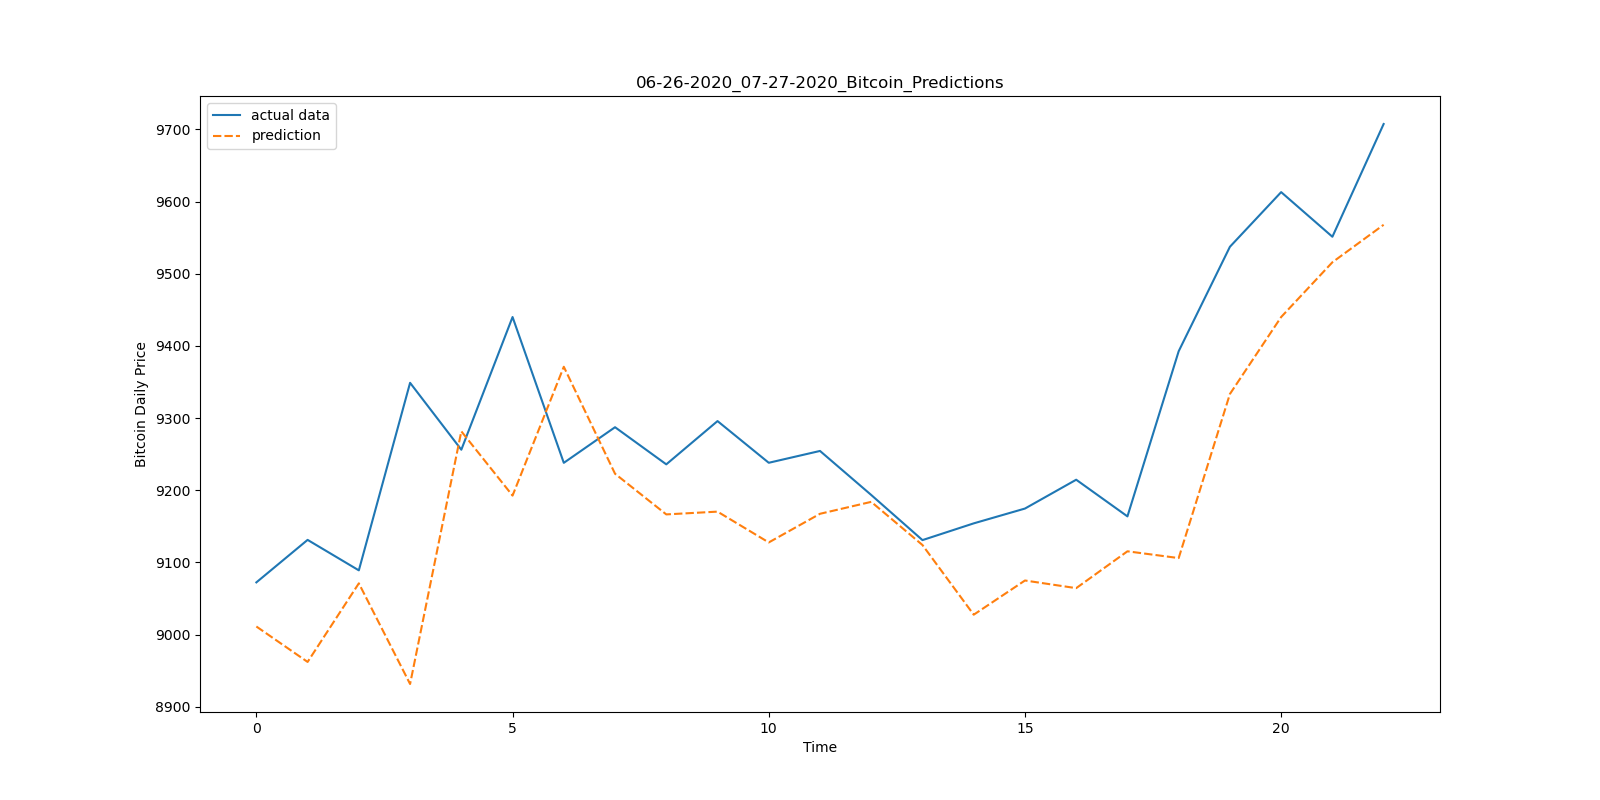 06-26-2020_07-27-2020_Bitcoin_Predictions
actual data
prediction
9700
9600
9500
9400
9300
9200
9100
9000
8900
Bitcoin Daily Price
0 5 10 15 20
Time